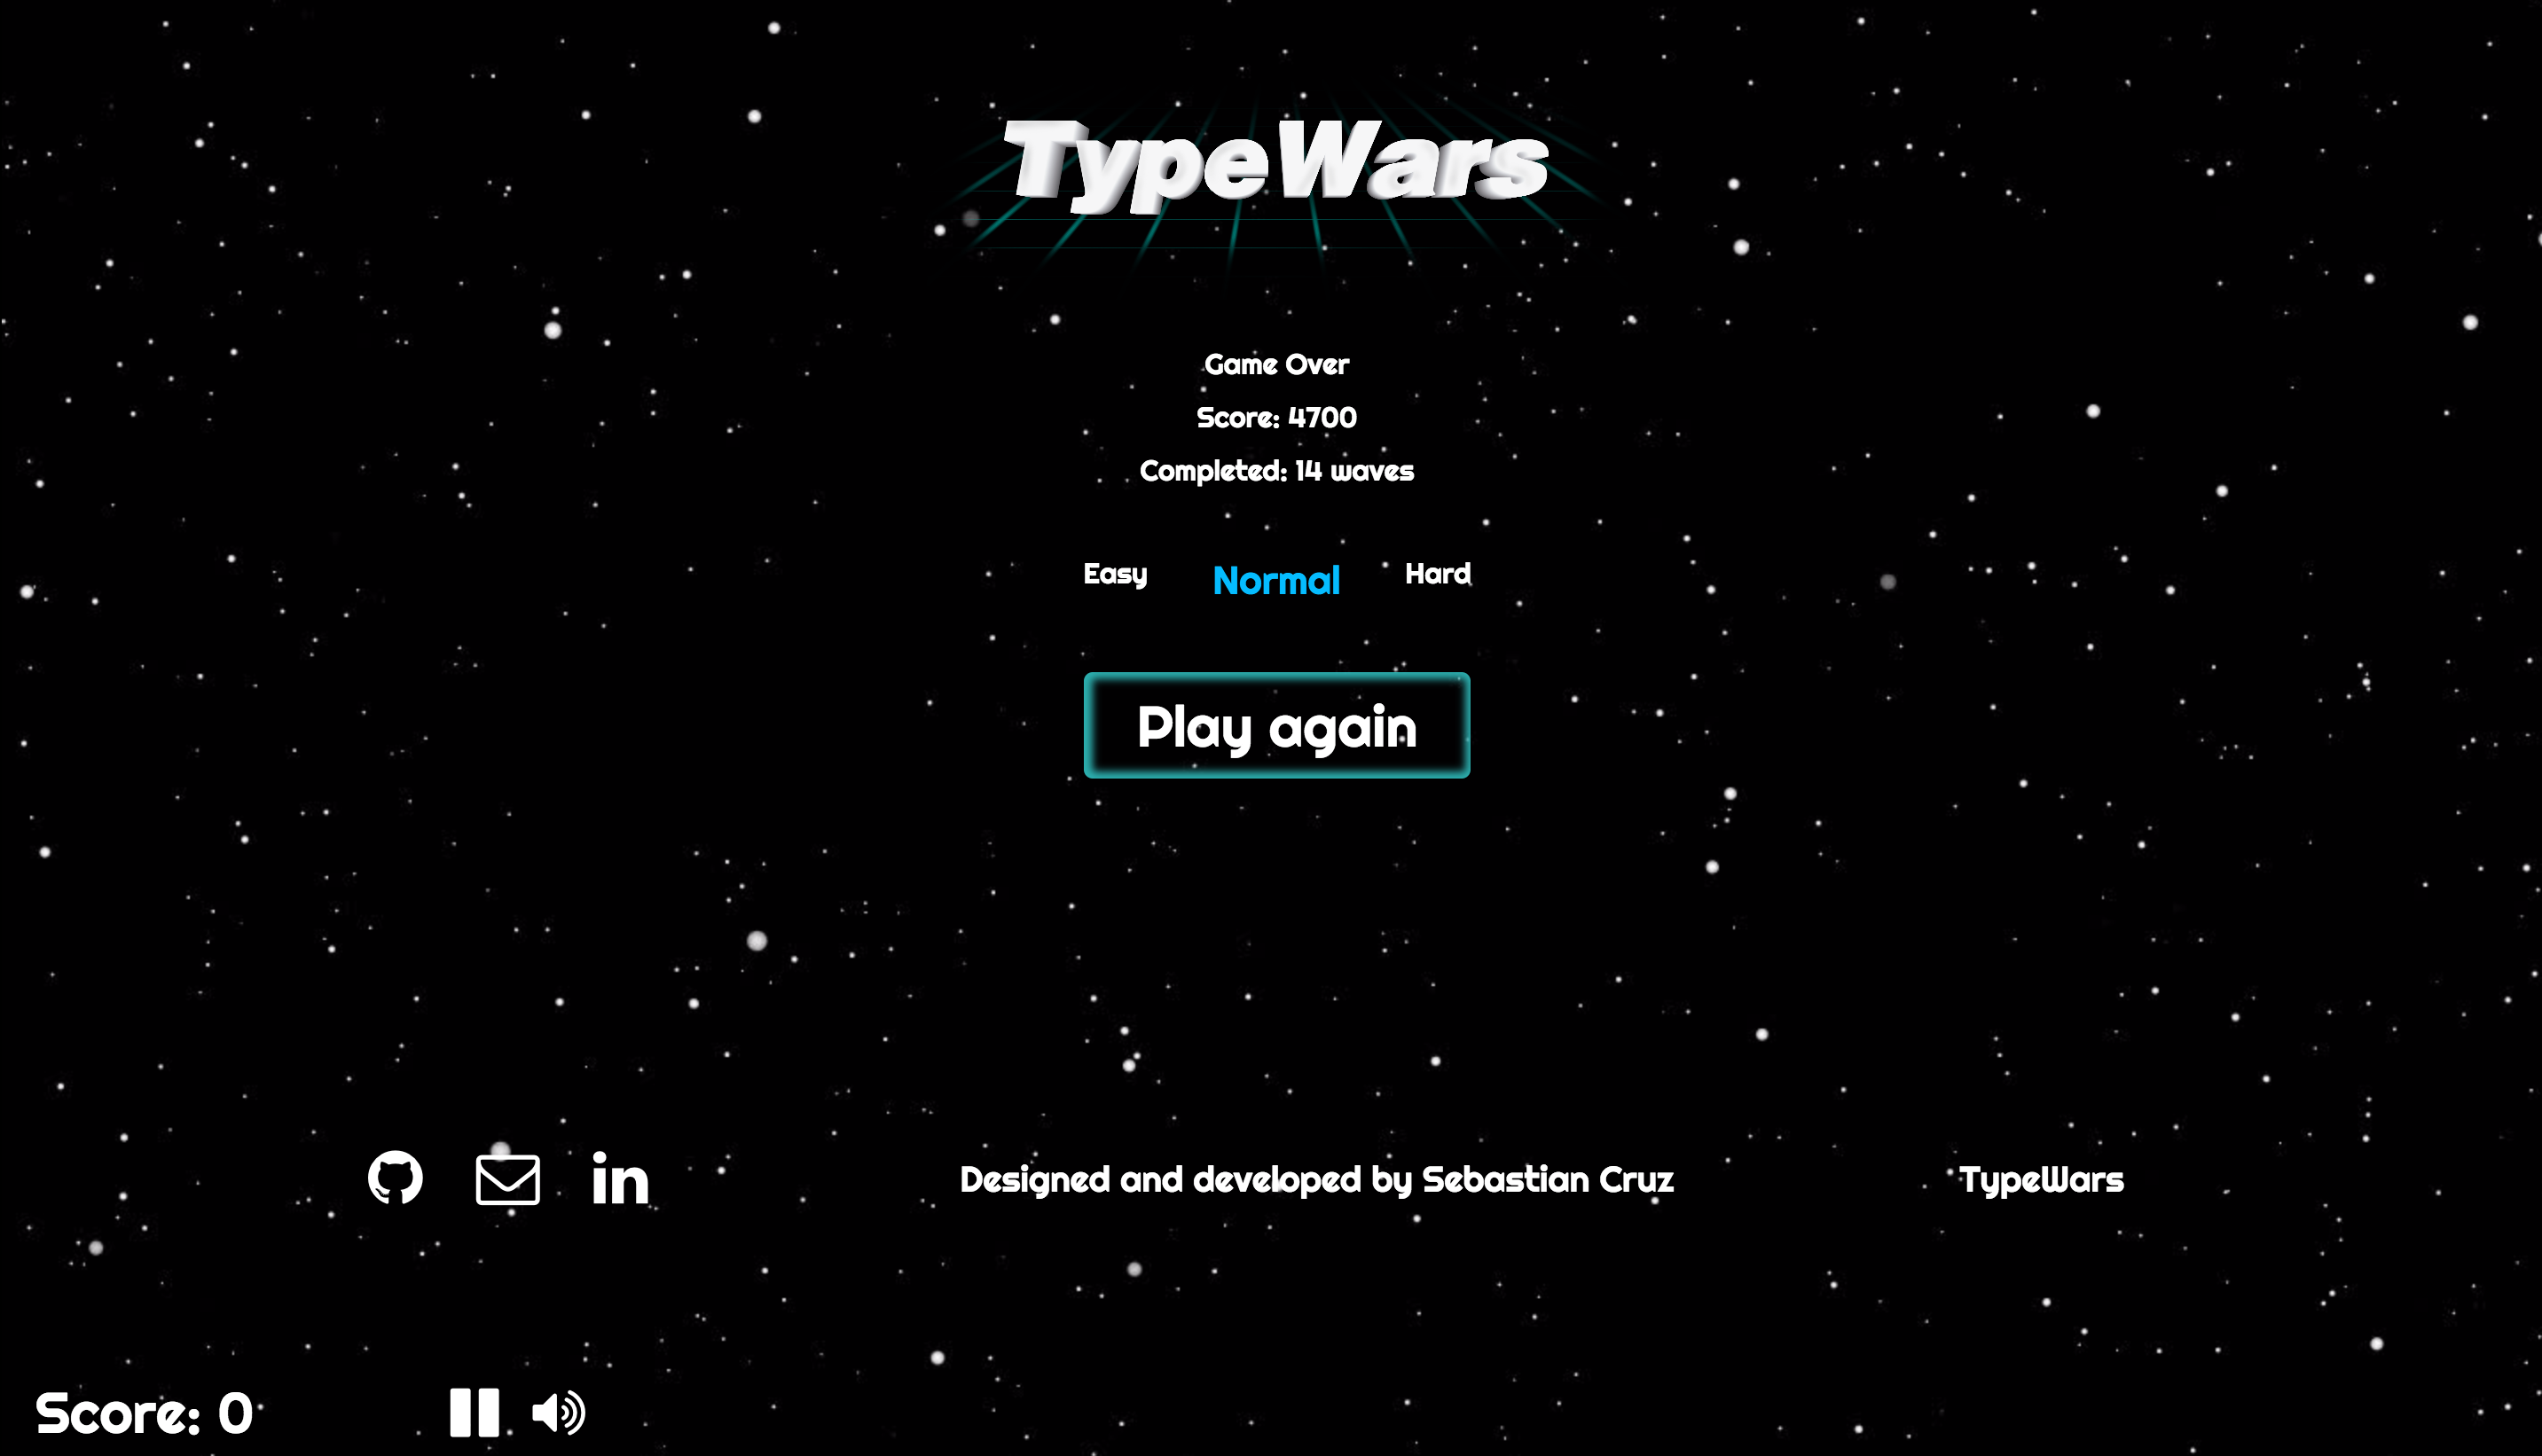 TypeWars
Game Over
Score: 4700
Completed: 14 waves
Easy Normal Hard
Play again
in Designed and developed by Sebastian Cruz TypeWars
Score: 0